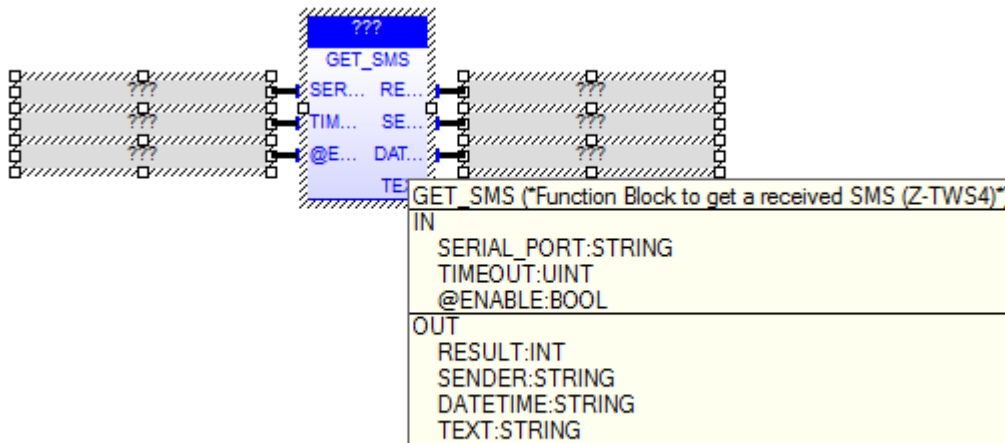 ???
GET_SMS
??? SER... RE... ???
??? TIM... SE... ???
??? @E... DAT... ???
TEX
GET_SMS (*Function Block to get a received SMS (Z-TWS4)*)
IN
SERIAL_PORT:STRING
TIMEOUT:UINT
@ENABLE:BOOL
OUT
RESULT:INT
SENDER:STRING
DATETIME:STRING
TEXT:STRING